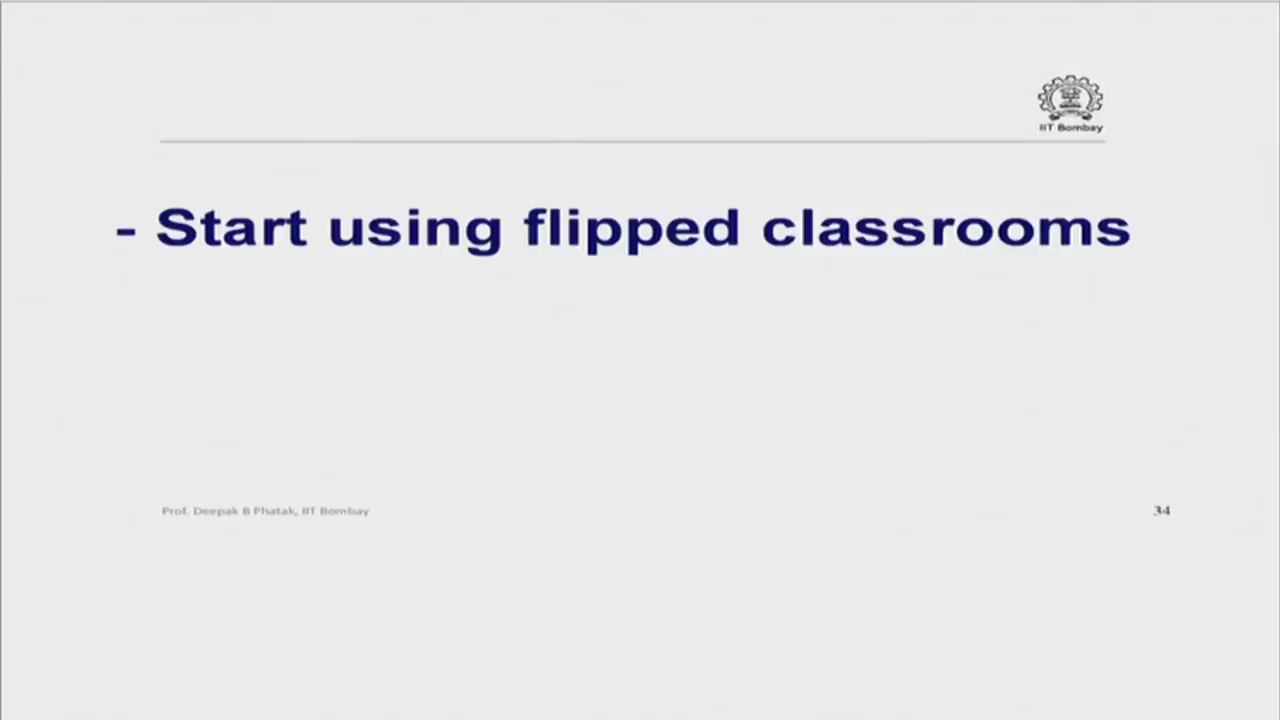 IIT Bombay
- Start using flipped classrooms
Prof. Deepak B Phatak, IIT Bombay
34